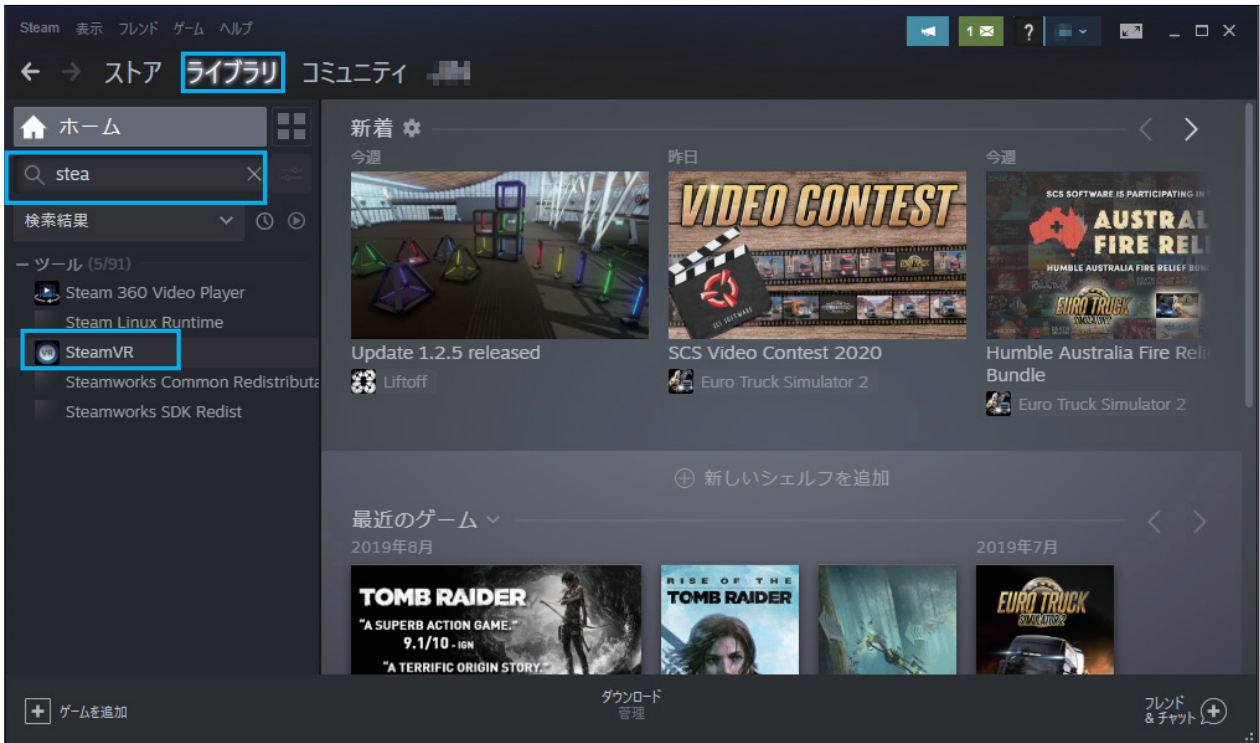 Steam 表示 フレンド ゲーム ヘルプ
1
?
ストア ライブラリ コミュニティ
ホーム
stea
検索結果
ツール (5/91)
Steam 360 Video Player
Steam Linux Runtime
SteamVR
Steamworks Common Redistributa
Steamworks SDK Redist
新着
今週
昨日
今週
VIDEO CONTEST
SCS SOFTWARE
SCS SOFTWARE IS PARTICIPATING IN
AUSTRAL
FIRE RELI
HUMBLE AUSTRALIA FIRE RELIEF BUN
EURO TRUCK
SIMULATOR 2
Update 1.2.5 released
Liftoff
SCS Video Contest 2020
Euro Truck Simulator 2
Humble Australia Fire Reli
Bundle
Euro Truck Simulator 2
新しいシェルフを追加
最近のゲーム
2019年8月
2019年7月
TOMB RAIDER
"A SUPERB ACTION GAME."
9.1/10 - IGN
"A TERRIFIC ORIGIN STORY."
RISE OF THE
TOMB RAIDER
EURO TRUCK
SIMULATOR 2
ゲームを追加
ダウンロード
管理
フレンド
& チャット